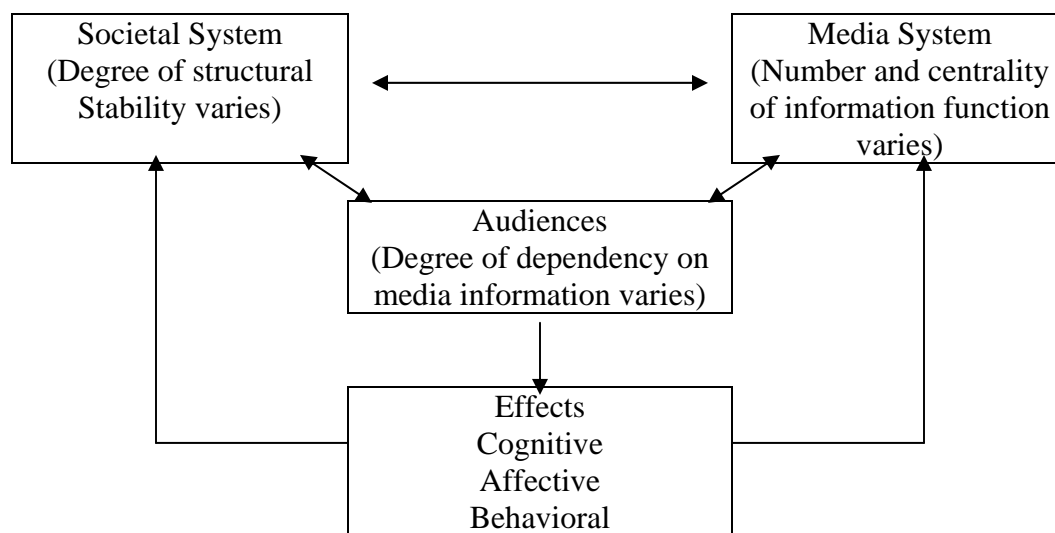 Societal System
(Degree of structural
Stability varies)
Media System
(Number and centrality
of information function
varies)
Audiences
(Degree of dependency on
media information varies)
Effects
Cognitive
Affective
Behavioral